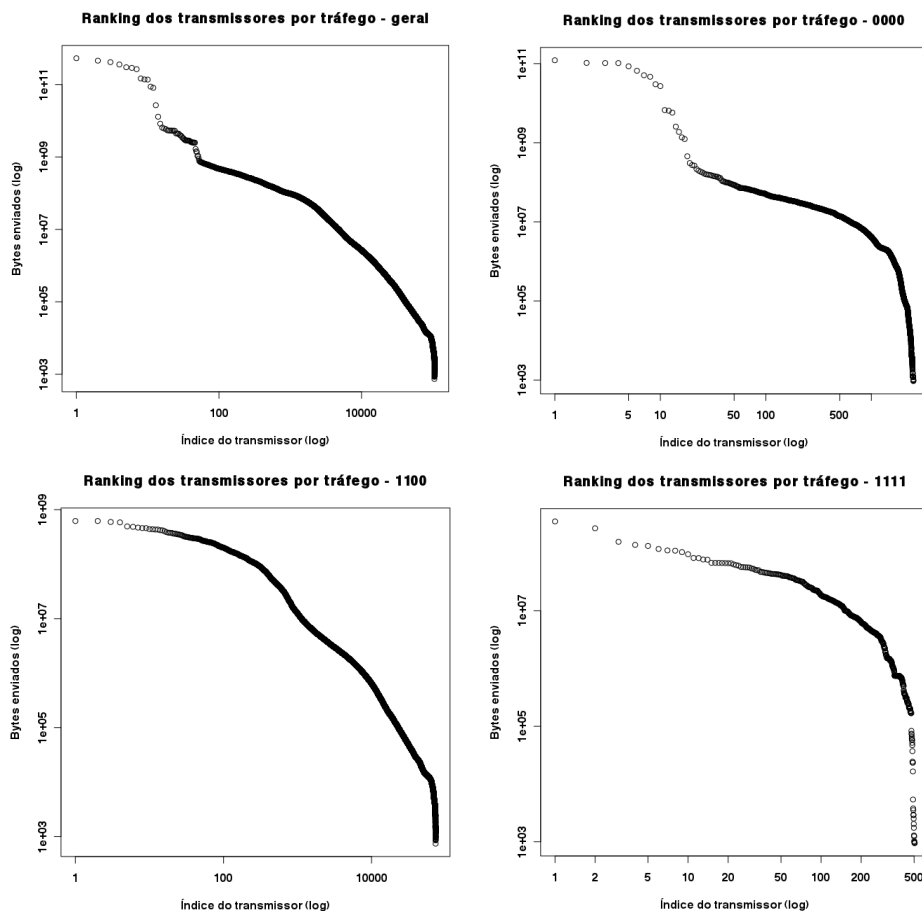 Ranking dos transmissores por tráfego - geral
Bytes enviados (log)
1e+11
1e+09
1e+07
1e+05
1e+03
1
100
10000
Índice do transmissor (log)
Ranking dos transmissores por tráfego - 0000
Bytes enviados (log)
1e+11
1e+09
1e+07
1e+05
1e+03
1
5
10
50
100
500
Índice do transmissor (log)
Ranking dos transmissores por tráfego - 1100
Bytes enviados (log)
1e+09
1e+07
1e+05
1e+03
1
100
10000
Índice do transmissor (log)
Ranking dos transmissores por tráfego - 1111
Bytes enviados (log)
1e+07
1e+05
1e+03
1
2
5
10
20
50
100
200
500
Índice do transmissor (log)